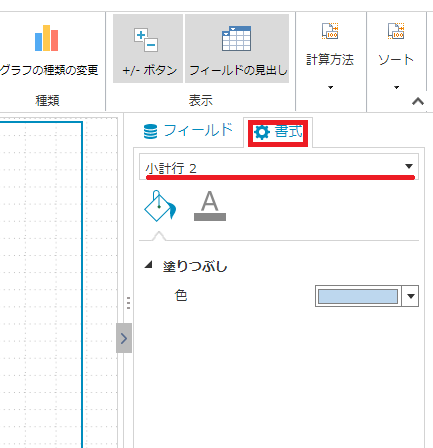 グラフの種類の変更
+/- ボタン
フィールドの見出し
計算方法
ソート
種類
表示
フィールド
書式
小計行 2
A
塗りつぶし
色